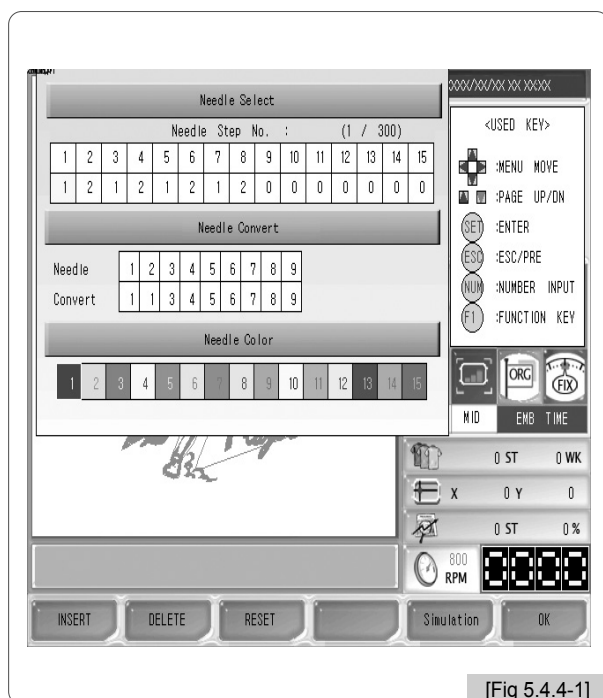 XXXX/XX/XX XX XX:XX
Needle Select
Needle Step No. : (1 / 300)
1 2 3 4 5 6 7 8 9 10 11 12 13 14 15
1 2 1 2 1 2 1 2 0 0 0 0 0 0 0
Needle Convert
Needle 1 2 3 4 5 6 7 8 9
Convert 1 1 3 4 5 6 7 8 9
Needle Color
1 2 3 4 5 6 7 8 9 10 11 12 13 14 15
<USED KEY>
:MENU MOVE
:PAGE UP/DN
SET :ENTER
ESC :ESC/PRE
NUM :NUMBER INPUT
F1 :FUNCTION KEY
ORG FIX
MID EMB TIME
0 ST 0 WK
X 0 Y 0
0 ST 0 %
800
RPM 0000
INSERT DELETE RESET Simulation OK
[Fig 5.4.4-1]